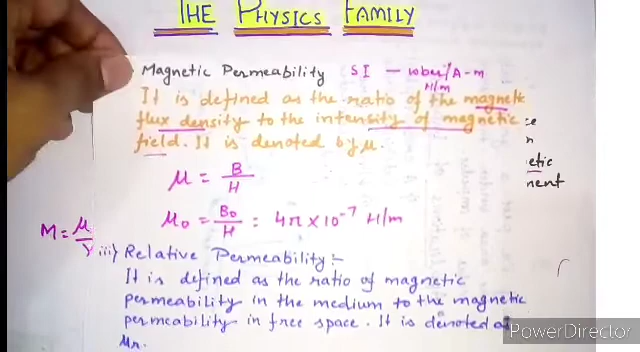 THE PHYSICS FAMILY
Magnetic Permeability SI - weber/A-m
H/m
It is defined as the ratio of the magnetic
flux density to the intensity of magnetic
field. It is denoted by μ.
etic
nent
μ = B/H
μ0 = B0/H = 4π×10⁻⁷ H/m
iii) Relative Permeability :-
It is defined as the ratio of magnetic
permeability in the medium to the magnetic
permeability in free space. It is denoted as
μr.
PowerDirector